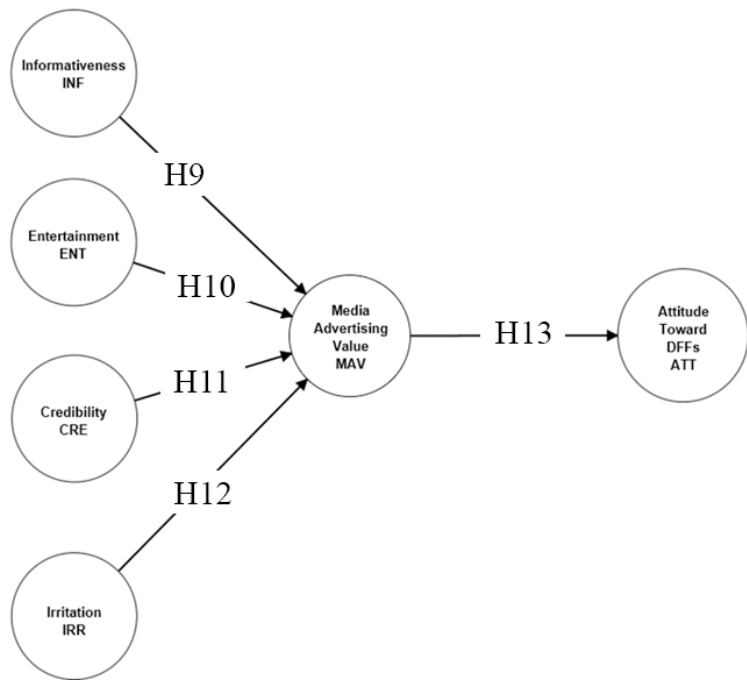 Informativeness
INF
H9
Entertainment
ENT
H10
Media
Advertising
Value
MAV
H13
Attitude
Toward
DFFs
ATT
H11
Credibility
CRE
H12
Irritation
IRR